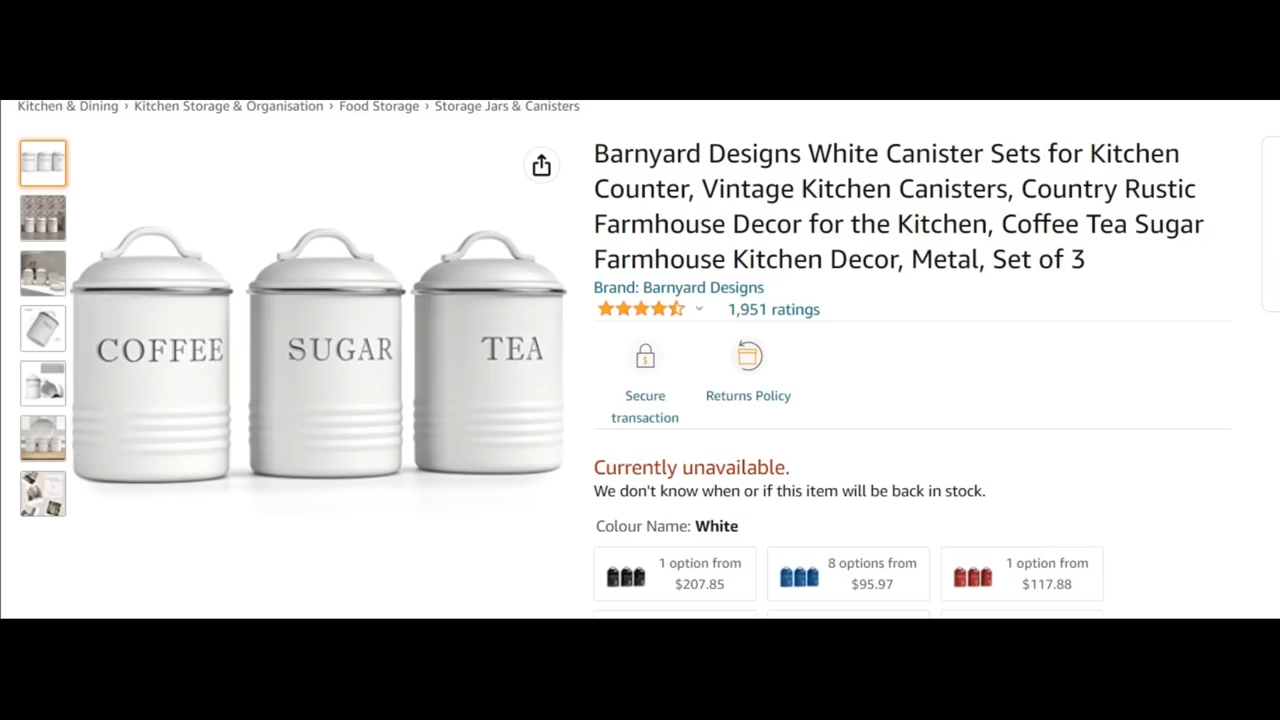 Kitchen & Dining › Kitchen Storage & Organisation › Food Storage › Storage Jars & Canisters
Barnyard Designs White Canister Sets for Kitchen
Counter, Vintage Kitchen Canisters, Country Rustic
Farmhouse Decor for the Kitchen, Coffee Tea Sugar
Farmhouse Kitchen Decor, Metal, Set of 3
Brand: Barnyard Designs
1,951 ratings
COFFEE
SUGAR
TEA
$
Secure
transaction
Returns Policy
Currently unavailable.
We don't know when or if this item will be back in stock.
Colour Name: White
1 option from
$207.85
8 options from
$95.97
1 option from
$117.88